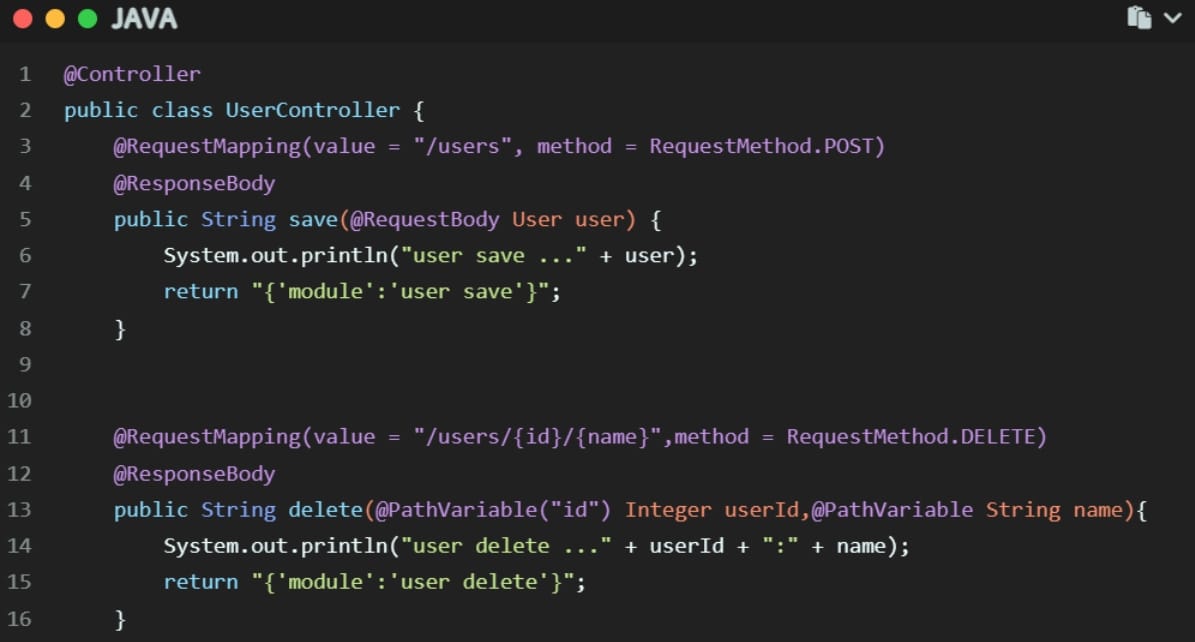 JAVA
1 @Controller
2 public class UserController {
3 @RequestMapping(value = "/users", method = RequestMethod.POST)
4 @ResponseBody
5 public String save(@RequestBody User user) {
6 System.out.println("user save ..." + user);
7 return "{'module':'user save'}";
8 }
9
10
11 @RequestMapping(value = "/users/{id}/{name}",method = RequestMethod.DELETE)
12 @ResponseBody
13 public String delete(@PathVariable("id") Integer userId,@PathVariable String name){
14 System.out.println("user delete ..." + userId + ":" + name);
15 return "{'module':'user delete'}";
16 }